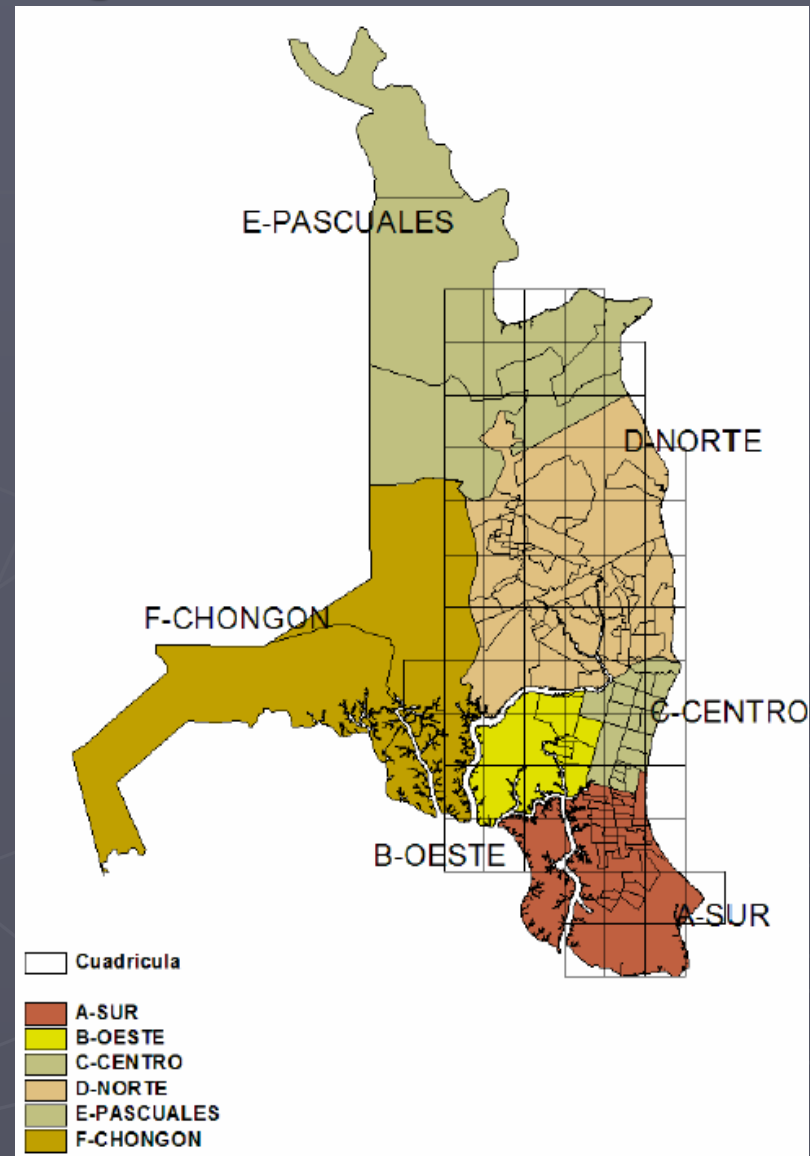 E-PASCUALES
D-NORTE
F-CHONGON
C-CENTRO
B-OESTE
A-SUR
Cuadricula
A-SUR
B-OESTE
C-CENTRO
D-NORTE
E-PASCUALES
F-CHONGON